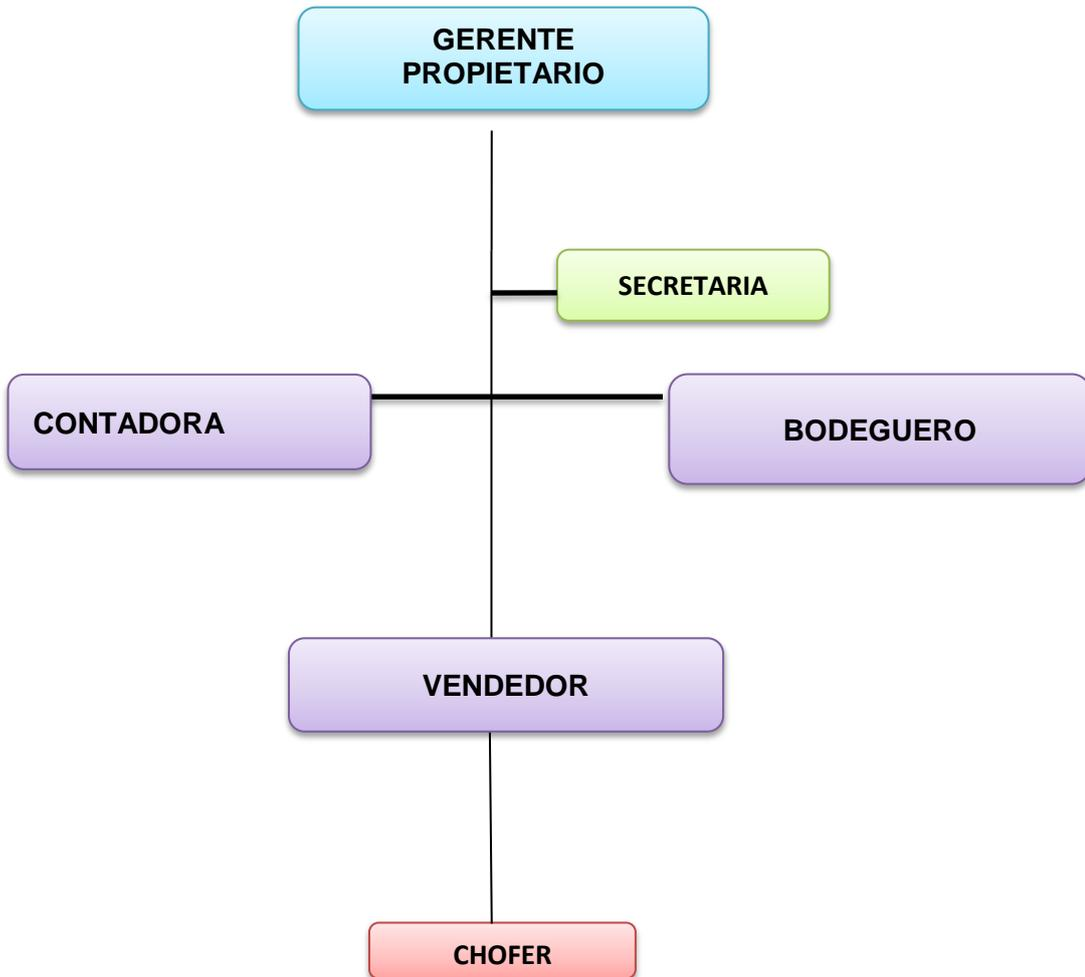 GERENTE
PROPIETARIO
SECRETARIA
CONTADORA
BODEGUERO
VENDEDOR
CHOFER